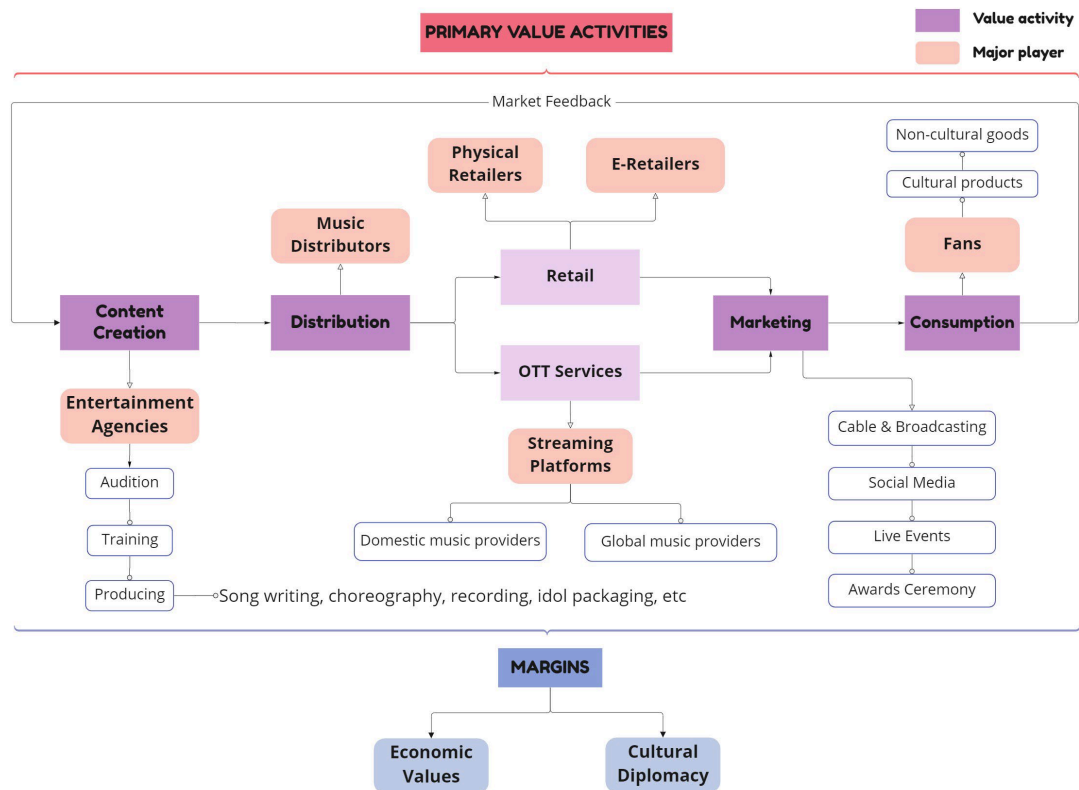 PRIMARY VALUE ACTIVITIES
Value activity
Major player
Market Feedback
Physical
Retailers
E-Retailers
Non-cultural goods
Cultural products
Music
Distributors
Fans
Retail
Content
Creation
Distribution
Marketing
Consumption
OTT Services
Entertainment
Agencies
Streaming
Platforms
Cable & Broadcasting
Audition
Social Media
Training
Domestic music providers
Global music providers
Live Events
Producing
Song writing, choreography, recording, idol packaging, etc
Awards Ceremony
MARGINS
Economic
Values
Cultural
Diplomacy